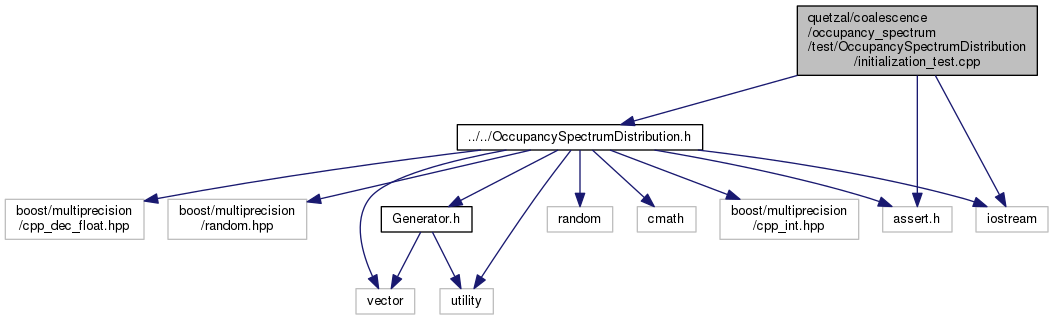 quetzal/coalescence
/occupancy_spectrum
/test/OccupancySpectrumDistribution
/initialization_test.cpp
../../OccupancySpectrumDistribution.h
boost/multiprecision
/cpp_dec_float.hpp
boost/multiprecision
/random.hpp
Generator.h
random
cmath
boost/multiprecision
/cpp_int.hpp
assert.h
iostream
vector
utility